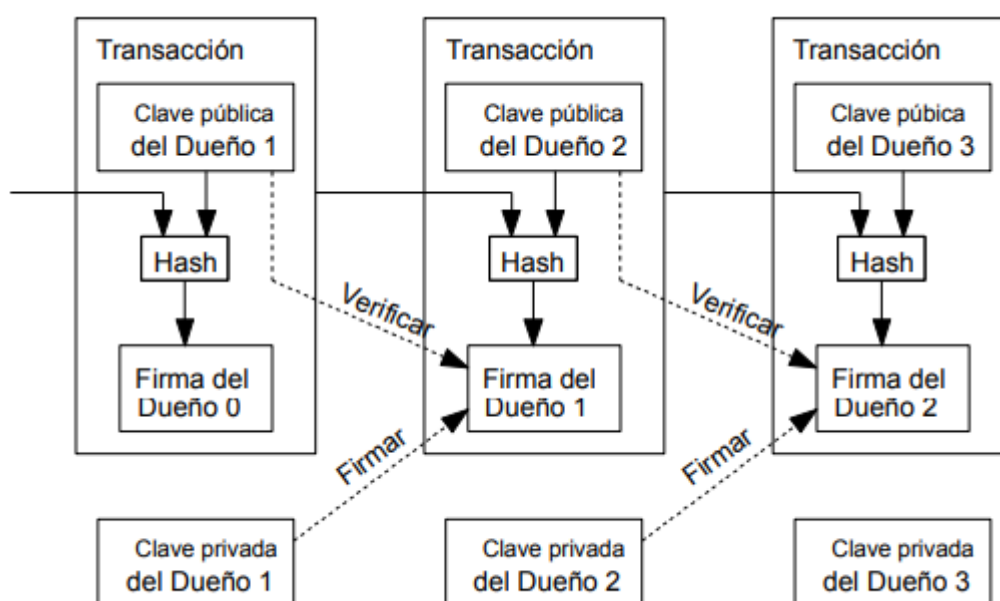 Transacción
Clave pública
del Dueño 1
Hash
Verificar
Firma del
Dueño 0
Firmar
Clave privada
del Dueño 1
Transacción
Clave pública
del Dueño 2
Hash
Verificar
Firma del
Dueño 1
Firmar
Clave privada
del Dueño 2
Transacción
Clave púbica
del Dueño 3
Hash
Firma del
Dueño 2
Clave privada
del Dueño 3